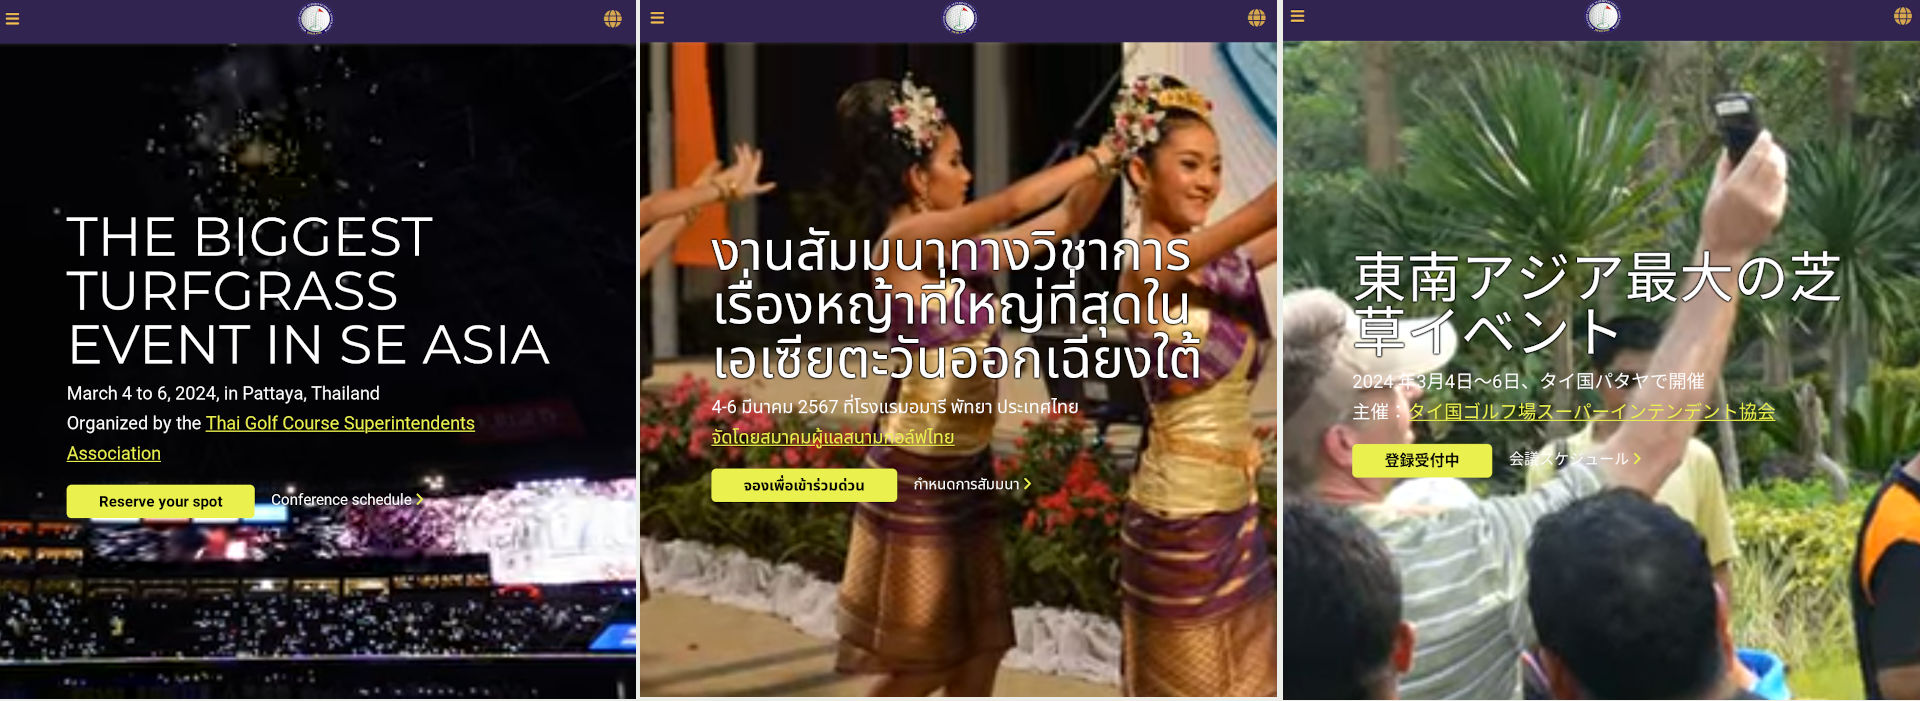 THE BIGGEST
TURFGRASS
EVENT IN SE ASIA
March 4 to 6, 2024, in Pattaya, Thailand
Organized by the Thai Golf Course Superintendents
Association
Reserve your spot
Conference schedule
งานสัมมนาทางวิชาการ
เรื่องหญ้าที่ใหญ่ที่สุดใน
เอเซียตะวันออกเฉียงใต้
4-6 มีนาคม 2567 ที่โรงแรมอมารี พัทยา ประเทศไทย
จัดโดยสมาคมผู้แลสนามกอล์ฟไทย
จองเพื่อเข้าร่วมด่วน
กำหนดการสัมมนา
東南アジア最大の芝
草イベント
2024 年3月4日〜6日、タイ国パタヤで開催
主催：タイ国ゴルフ場スーパーインテンデント協会
登録受付中
会議スケジュール